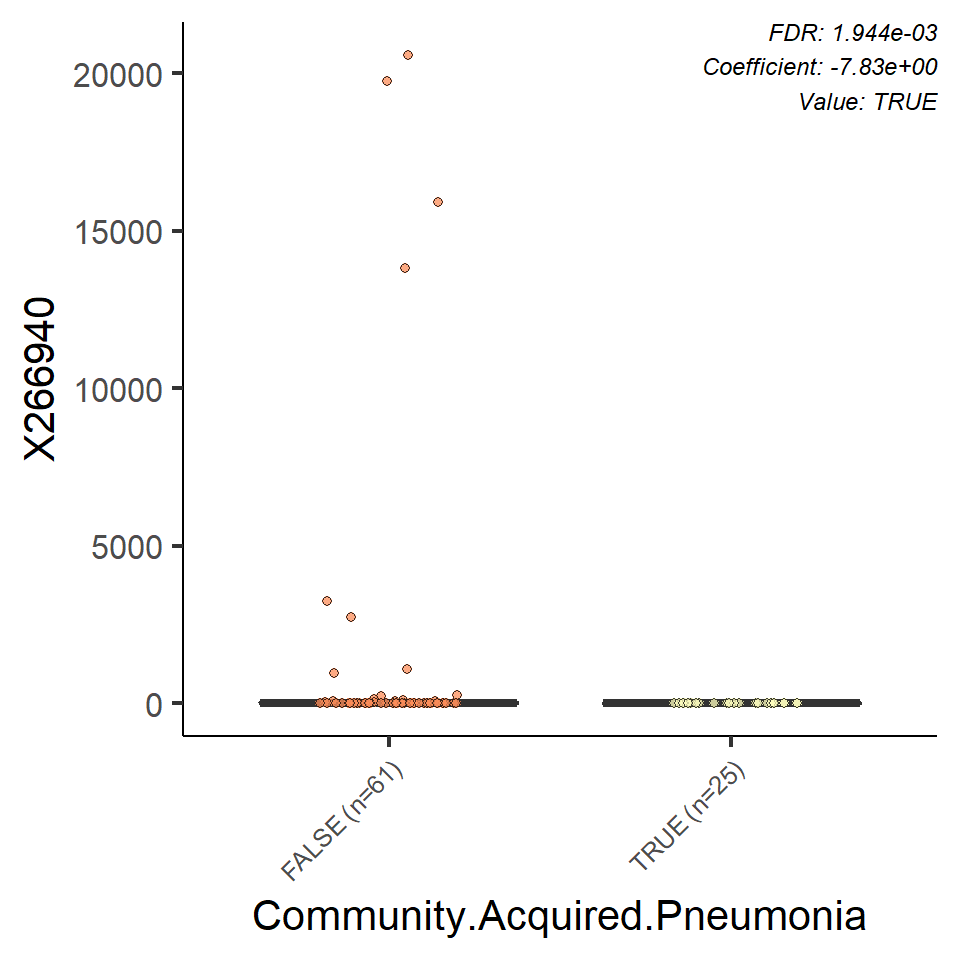 FDR: 1.944e-03
Coefficient: -7.83e+00
Value: TRUE
20000
15000
10000
5000
0
X266940
FALSE (n=61)
TRUE (n=25)
Community.Acquired.Pneumonia